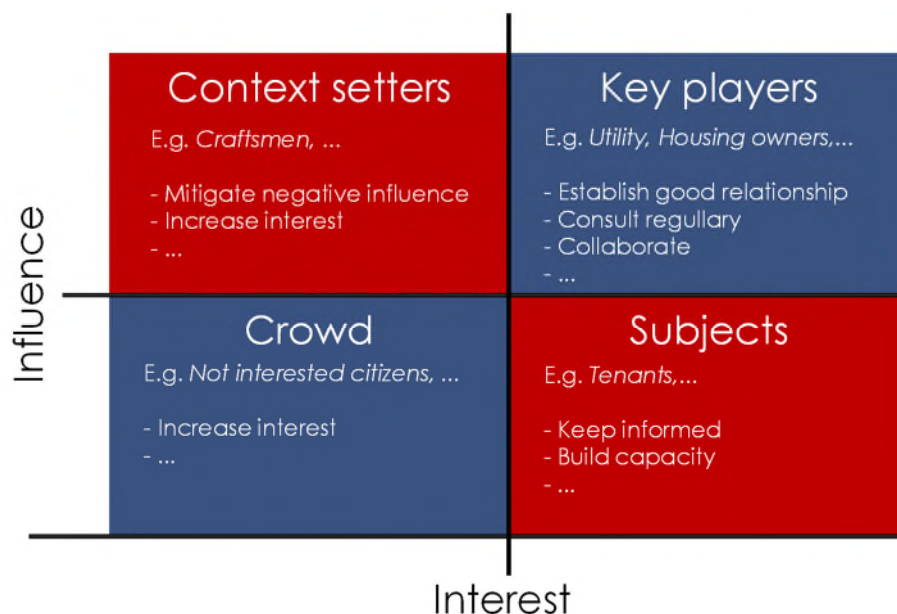 Context setters
E.g. Craftsmen, ...
- Mitigate negative influence
- Increase interest
- ...
Key players
E.g. Utility, Housing owners,...
- Establish good relationship
- Consult regullary
- Collaborate
- ...
Influence
Crowd
E.g. Not interested citizens, ...
- Increase interest
- ...
Subjects
E.g. Tenants,...
- Keep informed
- Build capacity
- ...
Interest